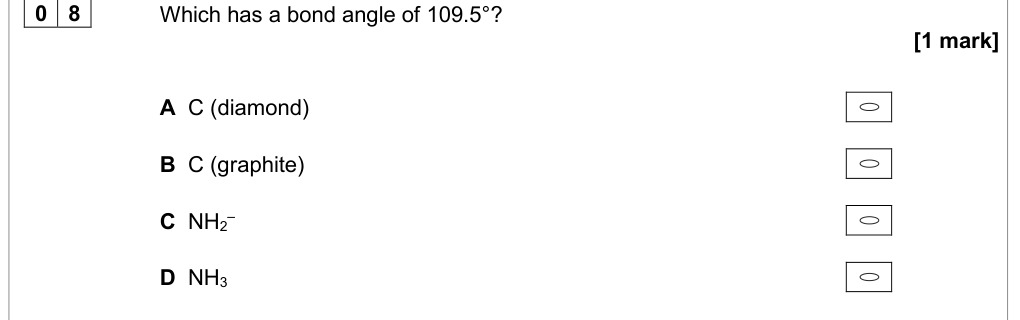 0 8 Which has a bond angle of 109.5°?
[1 mark]
A C (diamond)
B C (graphite)
C NH₂⁻
D NH₃